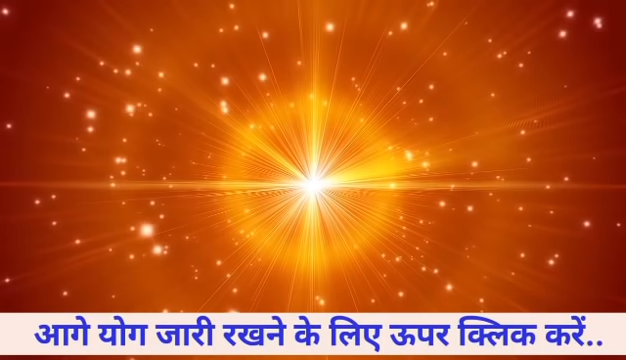 आगे योग जारी रखने के लिए ऊपर क्लिक करें..